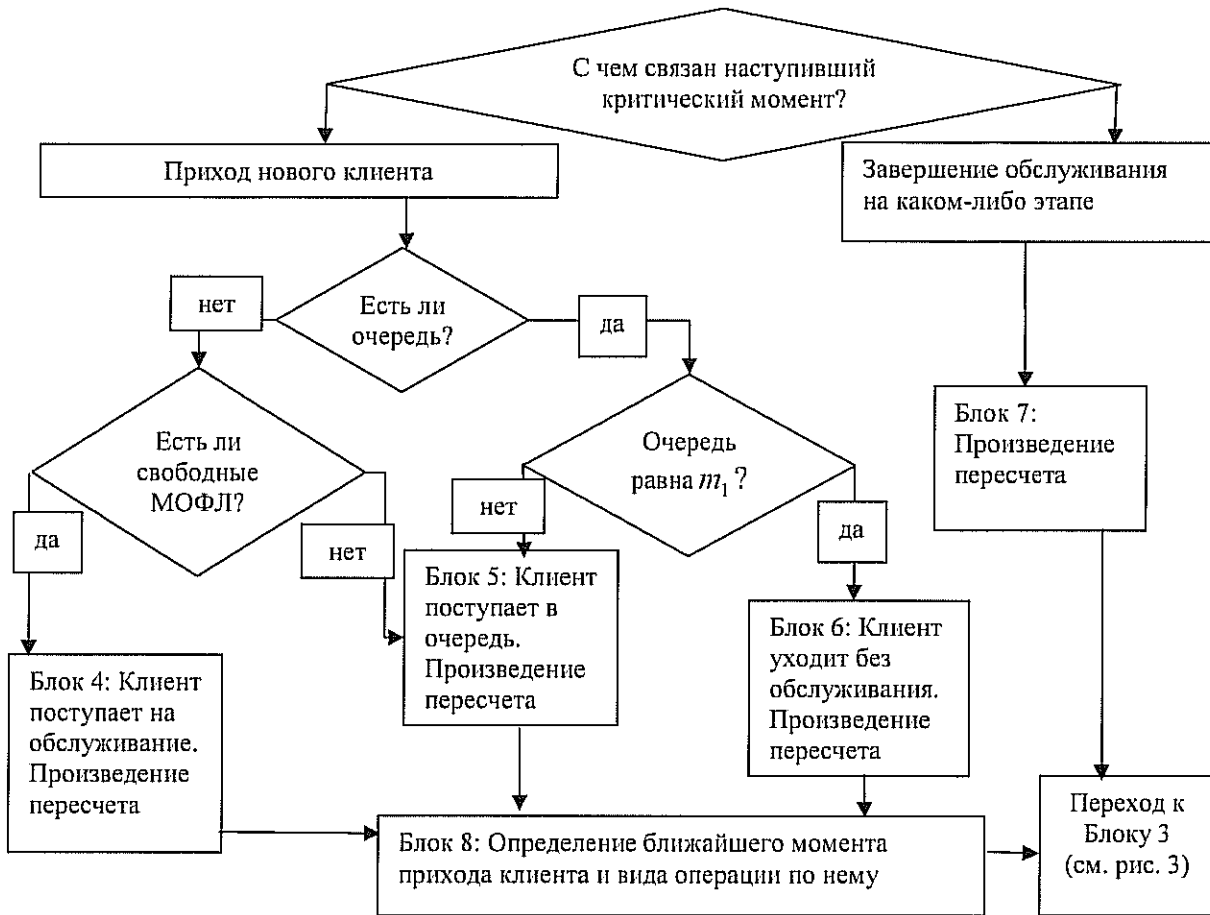 С чем связан наступивший
критический момент?
Приход нового клиента
Завершение обслуживания
на каком-либо этапе
нет
Есть ли
очередь?
да
Есть ли
свободные
МОФЛ?
Очередь
равна m₁ ?
Блок 7:
Произведение
пересчета
да
нет
нет
да
Блок 4: Клиент
поступает на
обслуживание.
Произведение
пересчета
Блок 5: Клиент
поступает в
очередь.
Произведение
пересчета
Блок 6: Клиент
уходит без
обслуживания.
Произведение
пересчета
Блок 8: Определение ближайшего момента
прихода клиента и вида операции по нему
Переход к
Блоку 3
(см. рис. 3)